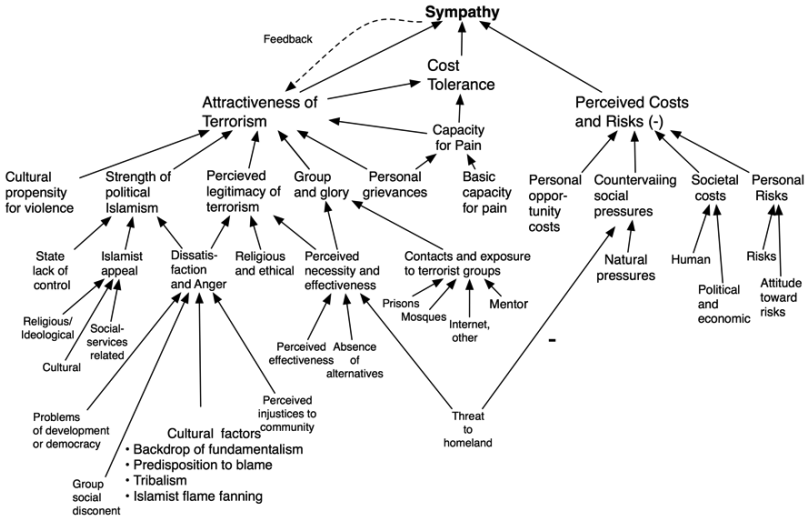 Sympathy
Feedback
Cost
Tolerance
Attractiveness of
Terrorism
Perceived Costs
and Risks (-)
Capacity
for Pain
Cultural
propensity
for violence
Strength of
political
Islamism
Percieved
legitimacy of
terrorism
Group
and glory
Personal
grievances
Basic
capacity
for pain
Personal
oppor-
tunity
costs
Countervaiing
social
pressures
Societal
costs
Personal
Risks
State
lack of
control
Islamist
appeal
Dissatis-
faction
and Anger
Religious
and ethical
Perceived
necessity and
effectiveness
Contacts and exposure
to terrorist groups
Natural
pressures
Human
Political
and
economic
Risks
Attitude
toward
risks
Religious/
Ideological
Cultural
Social-
services
related
Prisons
Mosques
Internet,
other
Mentor
Perceived
effectiveness
Absence
of
alternatives
-
Problems
of development
or democracy
Group
social
disconent
Cultural factors
• Backdrop of fundamentalism
• Predisposition to blame
• Tribalism
• Islamist flame fanning
Perceived
injustices to
community
Threat
to
homeland